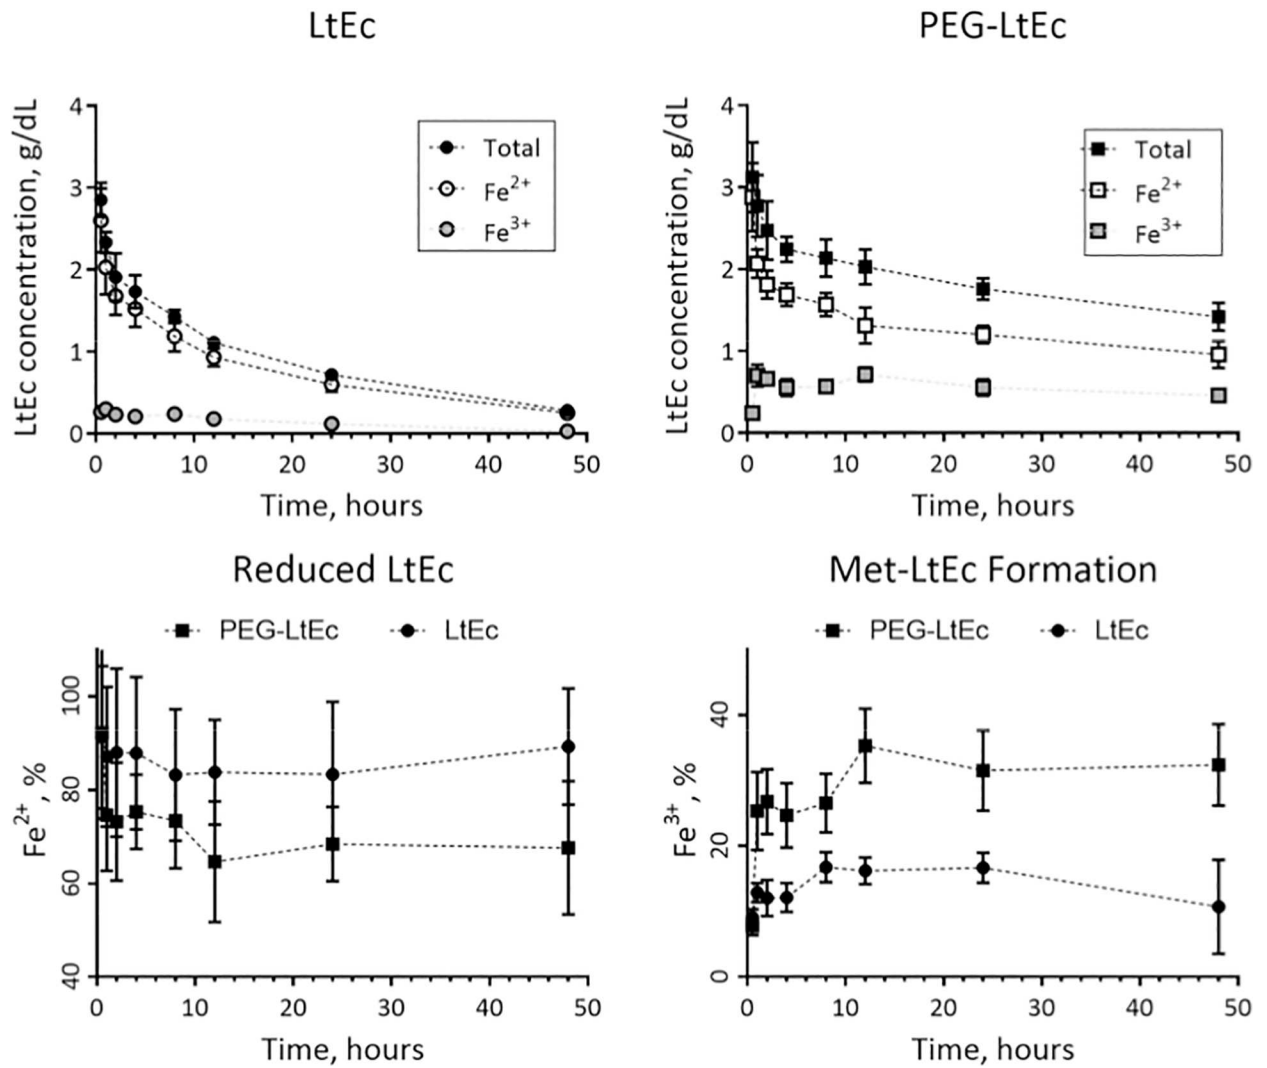 LtEc
PEG-LtEc
LtEc concentration, g/dL
4
3
2
1
0
Total
Fe²⁺
Fe³⁺
0 10 20 30 40 50
Time, hours
LtEc concentration, g/dL
4
3
2
1
0
Total
Fe²⁺
Fe³⁺
0 10 20 30 40 50
Time, hours
Reduced LtEc
PEG-LtEc LtEc
Fe²⁺, %
100
80
60
40
0 10 20 30 40 50
Time, hours
Met-LtEc Formation
PEG-LtEc LtEc
Fe³⁺, %
40
20
0
0 10 20 30 40 50
Time, hours